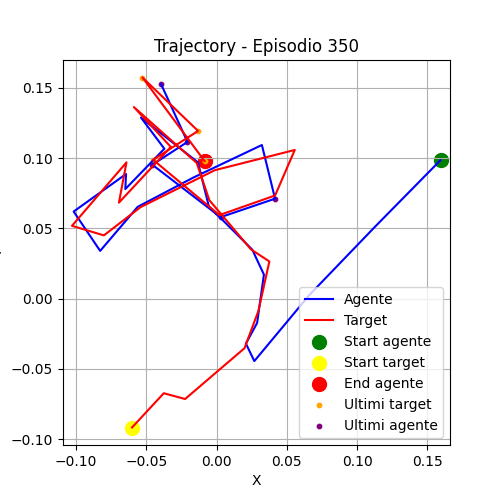 Trajectory - Episodio 350
0.15
0.10
0.05
0.00
−0.05
−0.10
−0.10
−0.05
0.00
0.05
0.10
0.15
X
Agente
Target
Start agente
Start target
End agente
Ultimi target
Ultimi agente